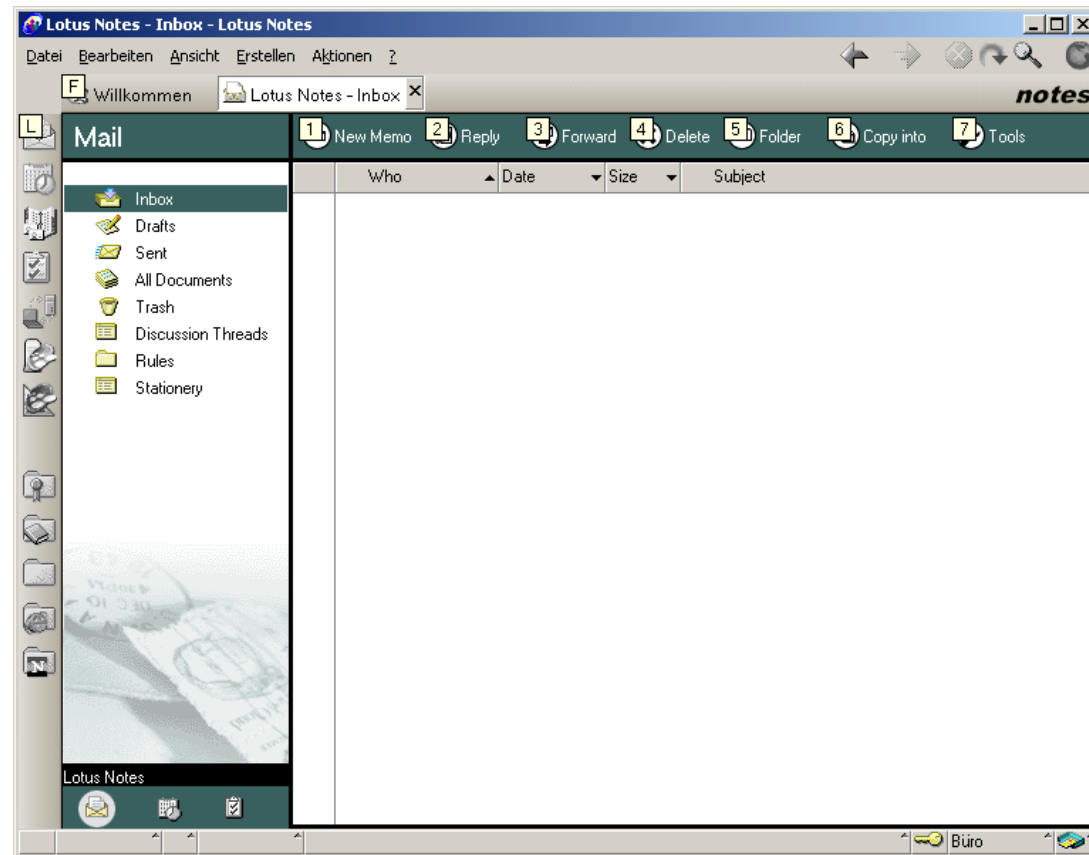 Lotus Notes - Inbox - Lotus Notes
Datei Bearbeiten Ansicht Erstellen Aktionen ?
F Willkommen Lotus Notes - Inbox
notes
L Mail
1 New Memo 2 Reply 3 Forward 4 Delete 5 Folder 6 Copy into 7 Tools
Who Date Size Subject
Inbox
Drafts
Sent
All Documents
Trash
Discussion Threads
Rules
Stationery
Lotus Notes
Büro